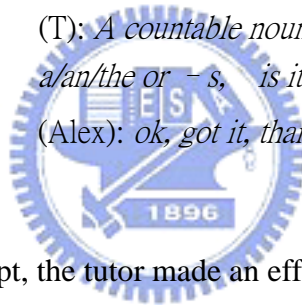 (T): A countable noun
a/an/the or – s, is it
(Alex): ok, got it, than
ES
1896
pt, the tutor made an eff